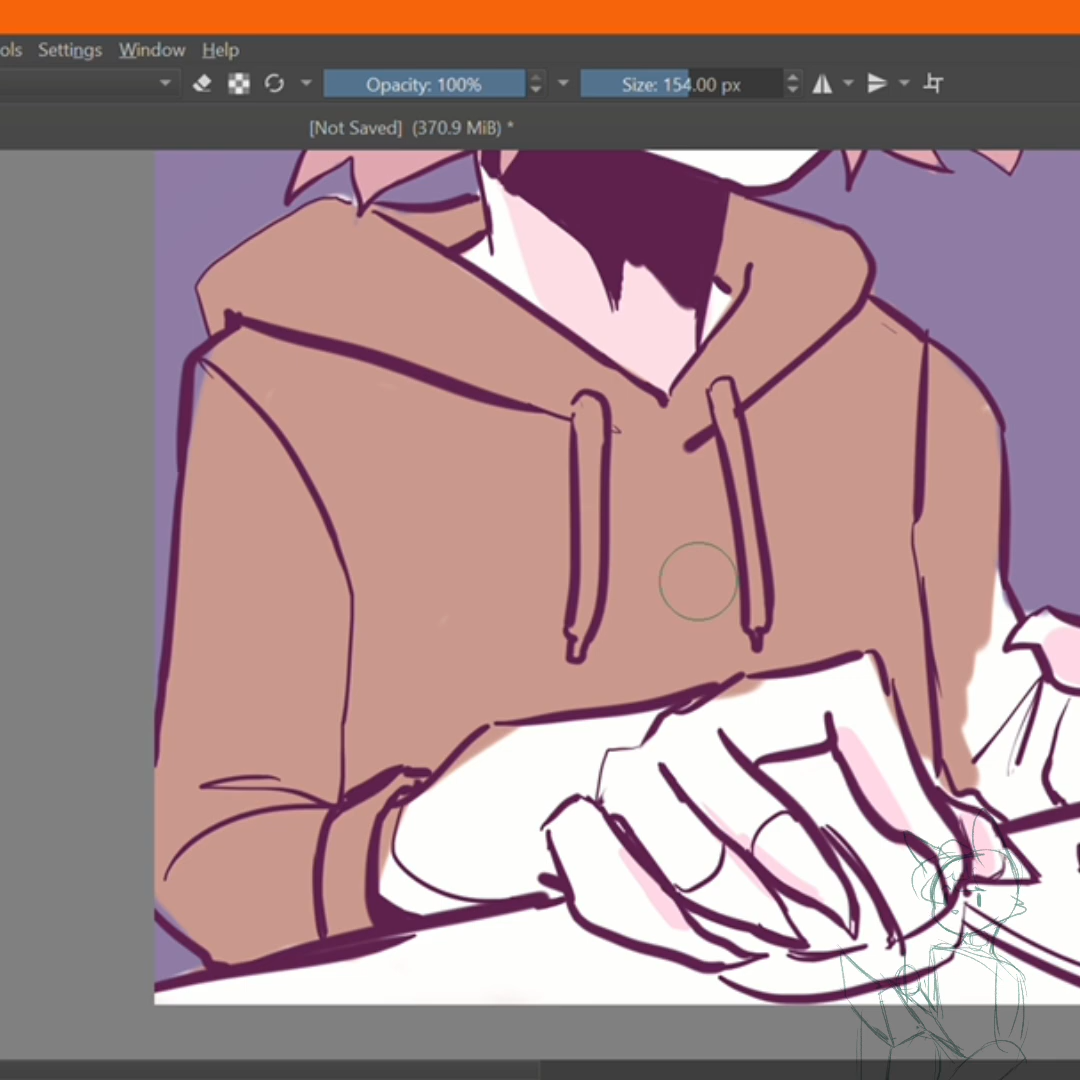 ols Settings Window Help
Opacity: 100% Size: 154.00 px
[Not Saved] (370.9 MiB) *